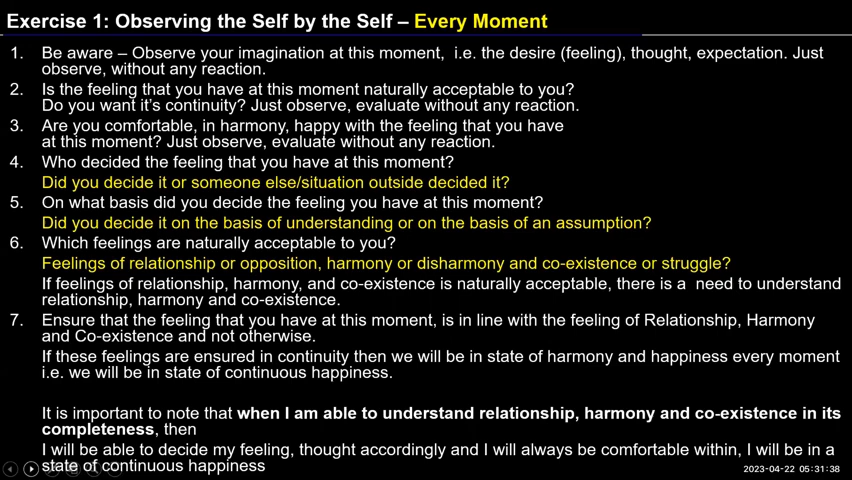 Exercise 1: Observing the Self by the Self – Every Moment
1. Be aware – Observe your imagination at this moment, i.e. the desire (feeling), thought, expectation. Just
observe, without any reaction.
2. Is the feeling that you have at this moment naturally acceptable to you?
Do you want it's continuity? Just observe, evaluate without any reaction.
3. Are you comfortable, in harmony, happy with the feeling that you have
at this moment? Just observe, evaluate without any reaction.
4. Who decided the feeling that you have at this moment?
Did you decide it or someone else/situation outside decided it?
5. On what basis did you decide the feeling you have at this moment?
Did you decide it on the basis of understanding or on the basis of an assumption?
6. Which feelings are naturally acceptable to you?
Feelings of relationship or opposition, harmony or disharmony and co-existence or struggle?
If feelings of relationship, harmony, and co-existence is naturally acceptable, there is a need to understand
relationship, harmony and co-existence.
7. Ensure that the feeling that you have at this moment, is in line with the feeling of Relationship, Harmony
and Co-existence and not otherwise.
If these feelings are ensured in continuity then we will be in state of harmony and happiness every moment
i.e. we will be in state of continuous happiness.
It is important to note that when I am able to understand relationship, harmony and co-existence in its
completeness, then
I will be able to decide my feeling, thought accordingly and I will always be comfortable within, I will be in a
state of continuous happiness
2023-04-22 05:31:38